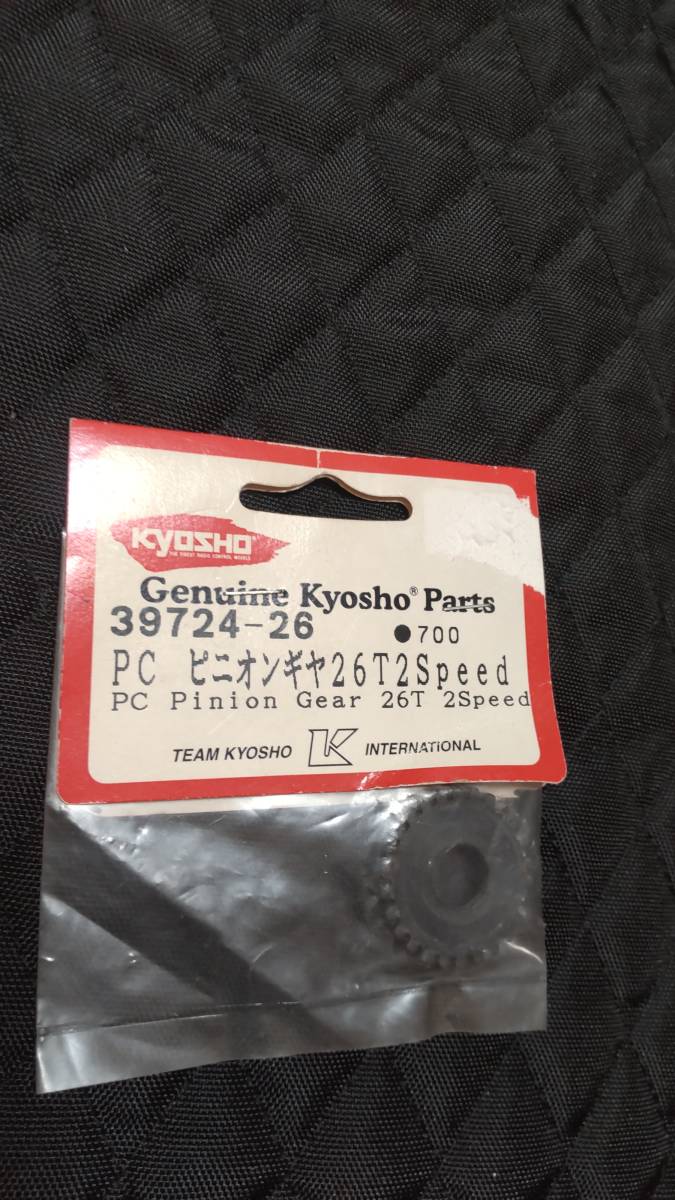 KYOSHO
THE FINEST RADIO CONTROL MODELS
Genuine Kyosho® Parts
39724-26 ●700
PC ピニオンギヤ26T2Speed
PC Pinion Gear 26T 2Speed
TEAM KYOSHO K INTERNATIONAL